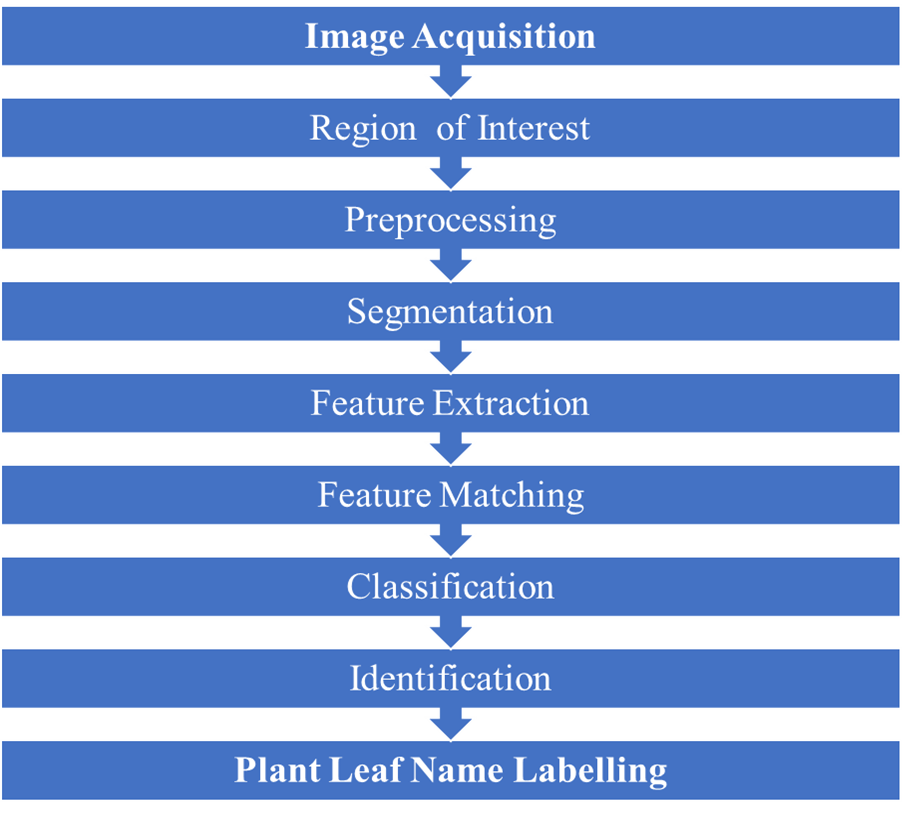 Image Acquisition
Region of Interest
Preprocessing
Segmentation
Feature Extraction
Feature Matching
Classification
Identification
Plant Leaf Name Labelling